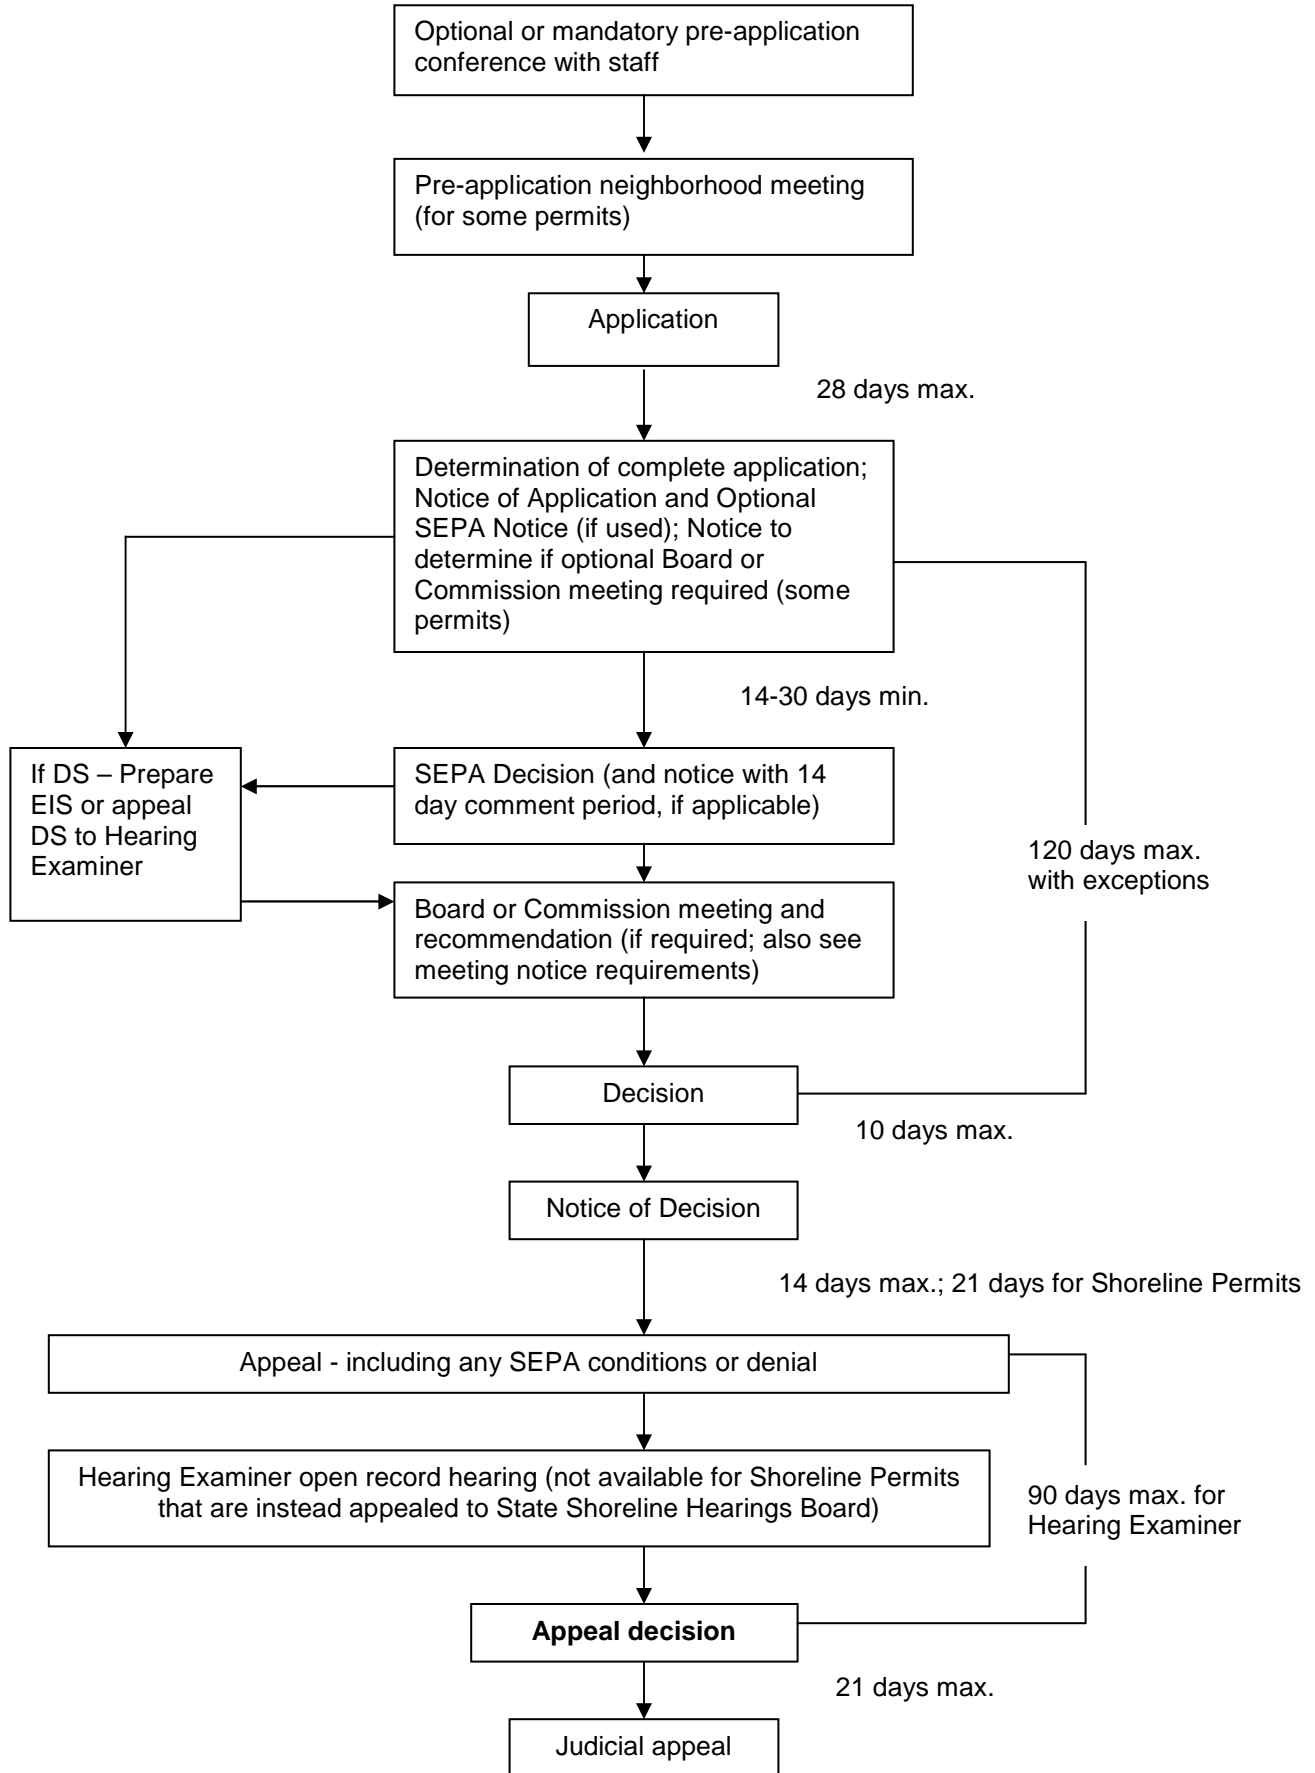 Optional or mandatory pre-application
conference with staff
Pre-application neighborhood meeting
(for some permits)
Application
28 days max.
Determination of complete application;
Notice of Application and Optional
SEPA Notice (if used); Notice to
determine if optional Board or
Commission meeting required (some
permits)
14-30 days min.
If DS – Prepare
EIS or appeal
DS to Hearing
Examiner
SEPA Decision (and notice with 14
day comment period, if applicable)
120 days max.
with exceptions
Board or Commission meeting and
recommendation (if required; also see
meeting notice requirements)
Decision
10 days max.
Notice of Decision
14 days max.; 21 days for Shoreline Permits
Appeal - including any SEPA conditions or denial
Hearing Examiner open record hearing (not available for Shoreline Permits
that are instead appealed to State Shoreline Hearings Board)
90 days max. for
Hearing Examiner
Appeal decision
21 days max.
Judicial appeal